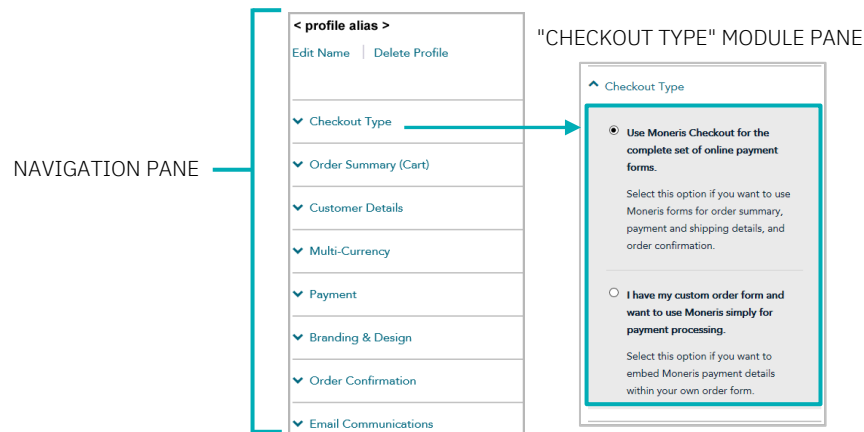 < profile alias >
Edit Name | Delete Profile
NAVIGATION PANE
Checkout Type
Order Summary (Cart)
Customer Details
Multi-Currency
Payment
Branding & Design
Order Confirmation
Email Communications
"CHECKOUT TYPE" MODULE PANE
Checkout Type
Use Moneris Checkout for the
complete set of online payment
forms.
Select this option if you want to use
Moneris forms for order summary,
payment and shipping details, and
order confirmation.
I have my custom order form and
want to use Moneris simply for
payment processing.
Select this option if you want to
embed Moneris payment details
within your own order form.